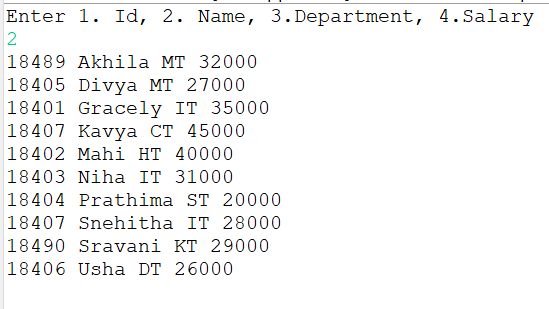 Enter 1. Id, 2. Name, 3.Department, 4.Salary
2
18489 Akhila MT 32000
18405 Divya MT 27000
18401 Gracely IT 35000
18407 Kavya CT 45000
18402 Mahi HT 40000
18403 Niha IT 31000
18404 Prathima ST 20000
18407 Snehitha IT 28000
18490 Sravani KT 29000
18406 Usha DT 26000